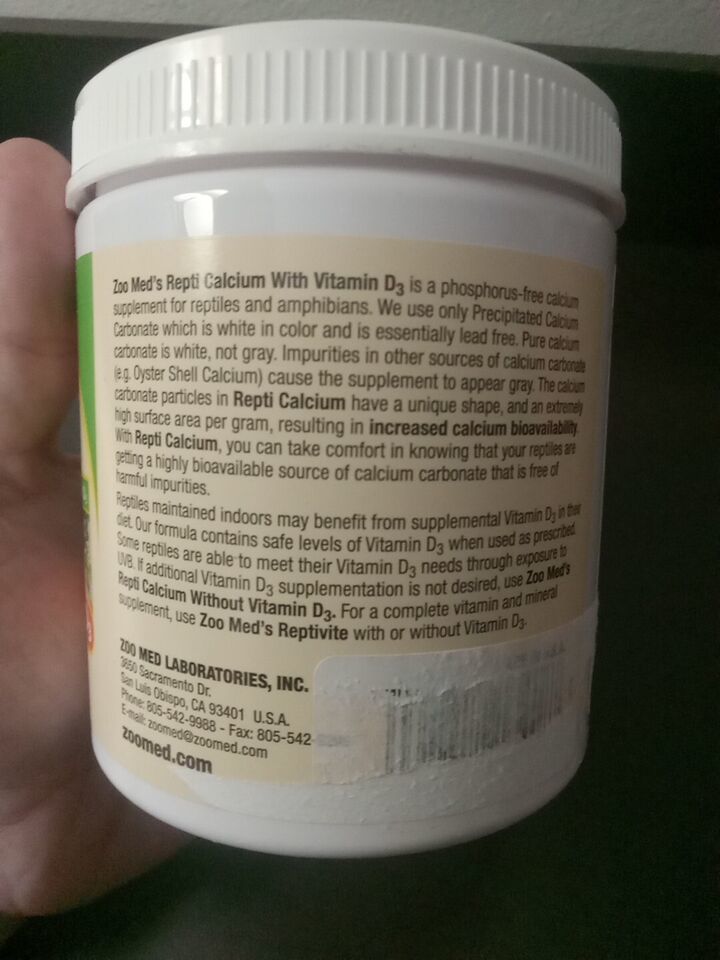 Zoo Med's Repti Calcium With Vitamin D3 is a phosphorus-free calcium
supplement for reptiles and amphibians. We use only Precipitated Calcium
Carbonate which is white in color and is essentially lead free. Pure calcium
carbonate is white, not gray. Impurities in other sources of calcium carbonate
(e.g. Oyster Shell Calcium) cause the supplement to appear gray. The calcium
carbonate particles in Repti Calcium have a unique shape, and an extremely
high surface area per gram, resulting in increased calcium bioavailability.
With Repti Calcium, you can take comfort in knowing that your reptiles are
getting a highly bioavailable source of calcium carbonate that is free of
harmful impurities.
Reptiles maintained indoors may benefit from supplemental Vitamin D3 in their
diet. Our formula contains safe levels of Vitamin D3 when used as prescribed.
Some reptiles are able to meet their Vitamin D3 needs through exposure to
UVB. If additional Vitamin D3 supplementation is not desired, use Zoo Med's
Repti Calcium Without Vitamin D3. For a complete vitamin and mineral
supplement, use Zoo Med's Reptivite with or without Vitamin D3.
ZOO MED LABORATORIES, INC.
3650 Sacramento Dr.
San Luis Obispo, CA 93401 U.S.A.
Phone: 805-542-9988 - Fax: 805-542-
E-mail: zoomed@zoomed.com
zoomed.com